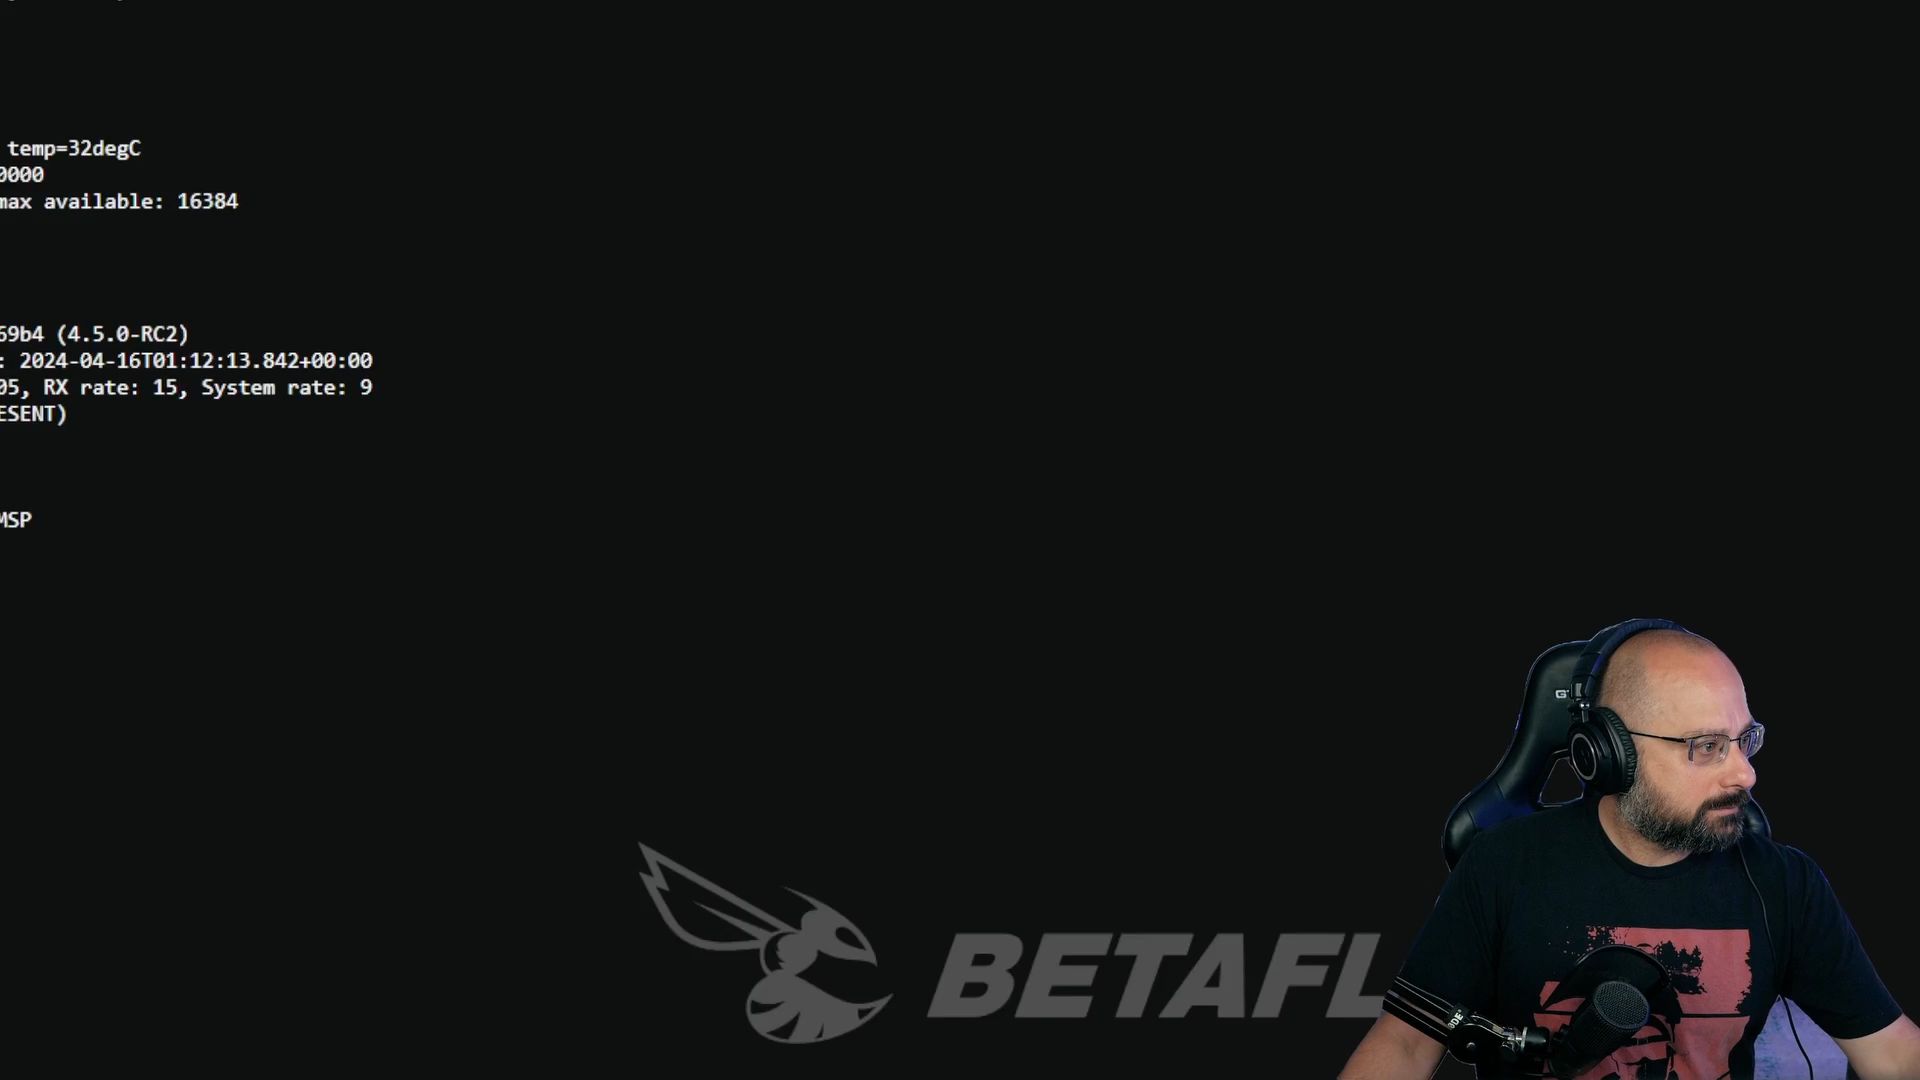 temp=32degC
0000
max available: 16384
69b4 (4.5.0-RC2)
: 2024-04-16T01:12:13.842+00:00
05, RX rate: 15, System rate: 9
ESENT)
MSP
BETAFL